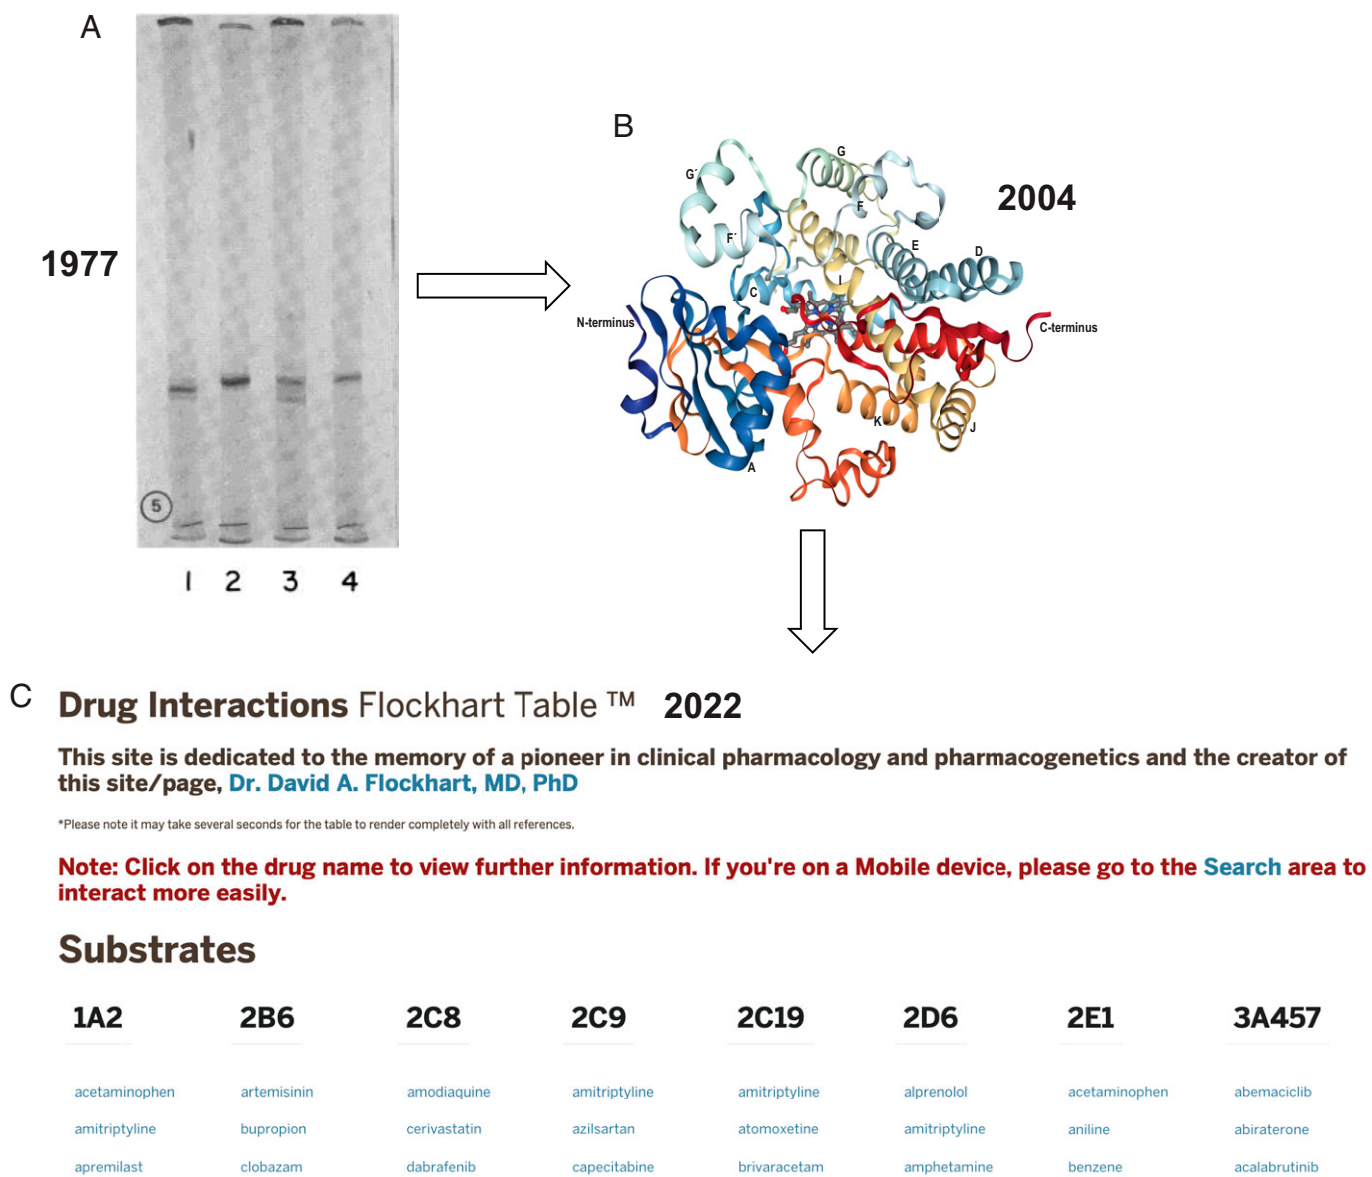 A
1977
5
1 2 3 4
B
2004
G´
G
F
F´
E
D
C
I
N-terminus
C-terminus
K
J
A
C
Drug Interactions Flockhart Table ™ 2022
This site is dedicated to the memory of a pioneer in clinical pharmacology and pharmacogenetics and the creator of
this site/page, Dr. David A. Flockhart, MD, PhD
*Please note it may take several seconds for the table to render completely with all references.
Note: Click on the drug name to view further information. If you're on a Mobile device, please go to the Search area to
interact more easily.
Substrates
1A2 2B6 2C8 2C9 2C19 2D6 2E1 3A457
acetaminophen artemisinin amodiaquine amitriptyline amitriptyline alprenolol acetaminophen abemaciclib
amitriptyline bupropion cerivastatin azilsartan atomoxetine amitriptyline aniline abiraterone
apremilast clobazam dabrafenib capecitabine brivaracetam amphetamine benzene acalabrutinib